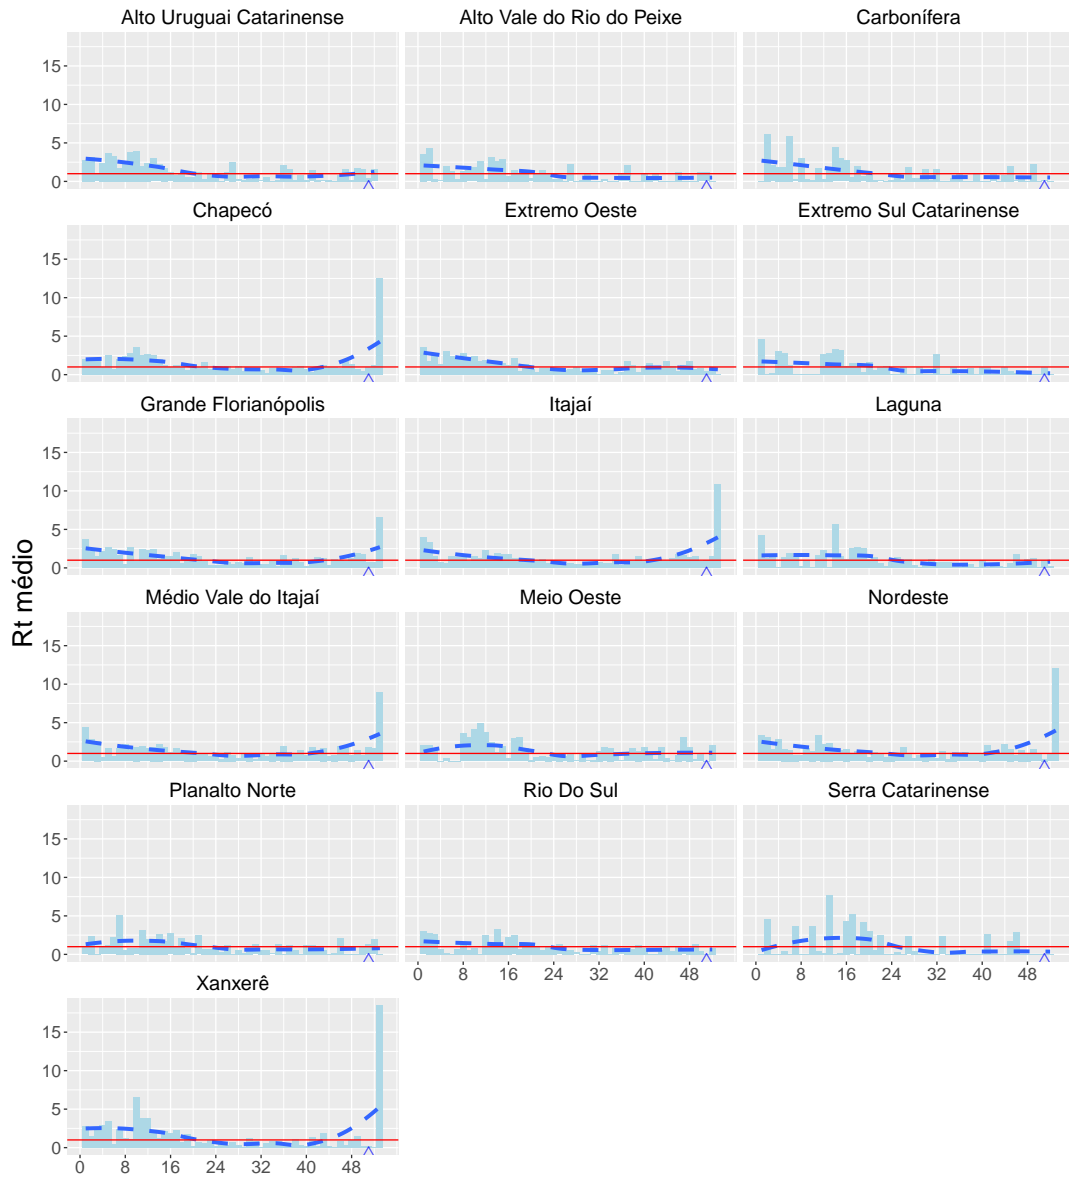 Alto Uruguai Catarinense Alto Vale do Rio do Peixe Carbonífera
15
10
5
0
Chapecó Extremo Oeste Extremo Sul Catarinense
15
10
5
0
Grande Florianópolis Itajaí Laguna
15
10
5
0
Rt médio
Médio Vale do Itajaí Meio Oeste Nordeste
15
10
5
0
Planalto Norte Rio Do Sul Serra Catarinense
15
10
5
0
0 8 16 24 32 40 48 0 8 16 24 32 40 48
Xanxerê
15
10
5
0
0 8 16 24 32 40 48